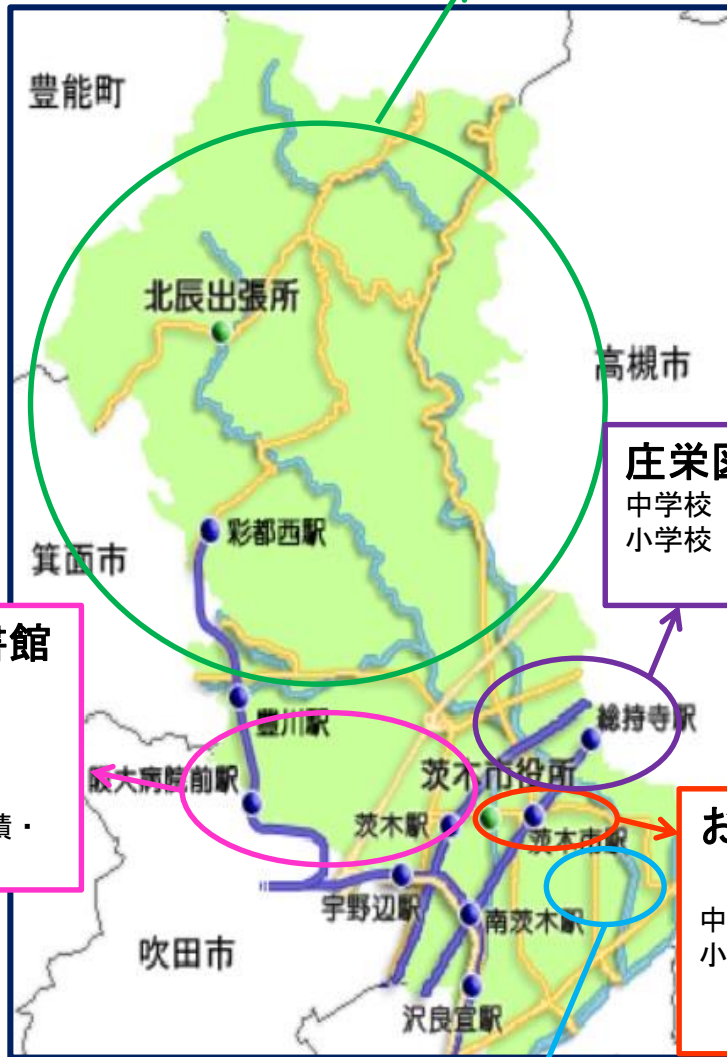 豊能町
北辰出張所
高槻市
庄栄図
中学校
小学校
彩都西駅
箕面市
書館
総持寺駅
豊川駅
阪大病院前駅
茨木市役所
積・
茨木駅
茨木市駅
お
中
小
宇野辺駅
南茨木駅
吹田市
沢良宜駅